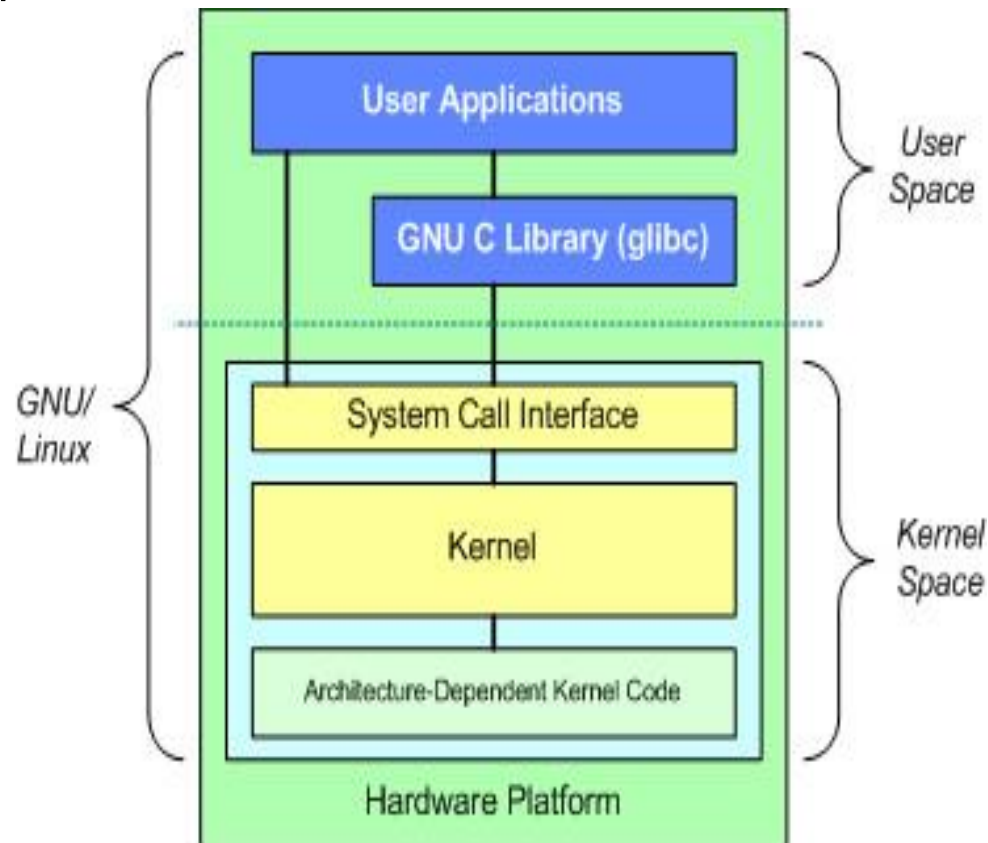 User Applications
User
Space
GNU C Library (glibc)
GNU/
Linux
System Call Interface
Kernel
Kernel
Space
Architecture-Dependent Kernel Code
Hardware Platform